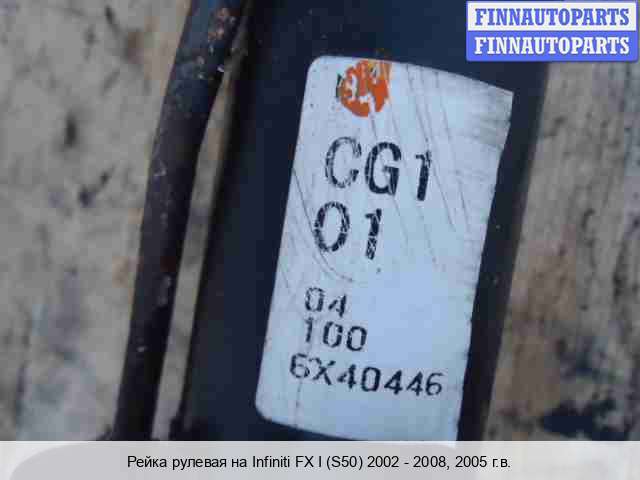 FINNAUTOPARTS
FINNAUTOPARTS
CG1
01
04
100
6X40446
Рейка рулевая на Infiniti FX I (S50) 2002 - 2008, 2005 г.в.